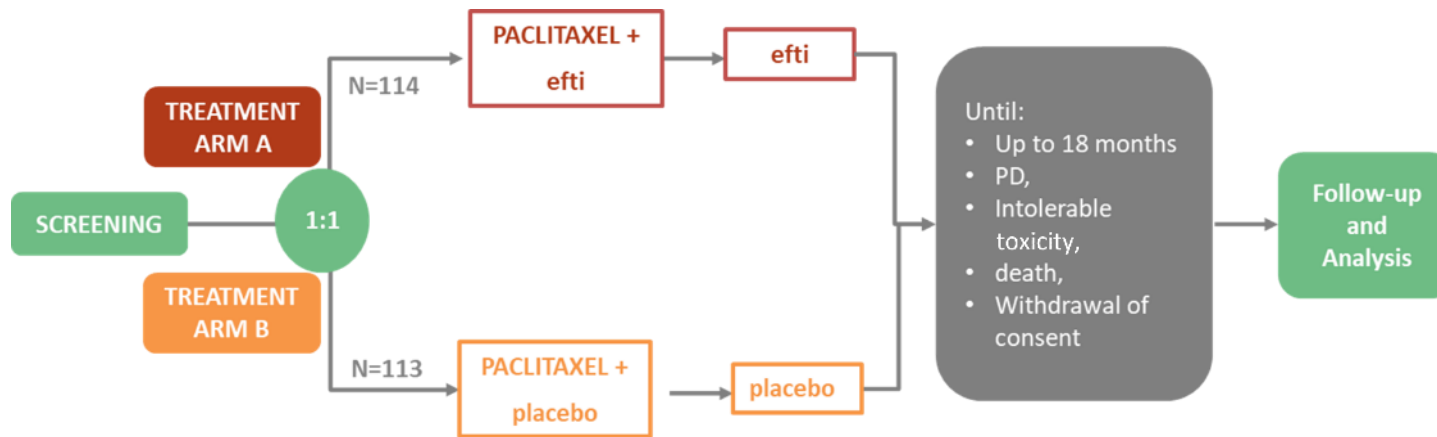 SCREENING
TREATMENT
ARM A
1:1
TREATMENT
ARM B
N=114
PACLITAXEL +
efti
efti
N=113
PACLITAXEL +
placebo
placebo
Until:
• Up to 18 months
• PD,
• Intolerable
toxicity,
• death,
• Withdrawal of
consent
Follow-up
and
Analysis